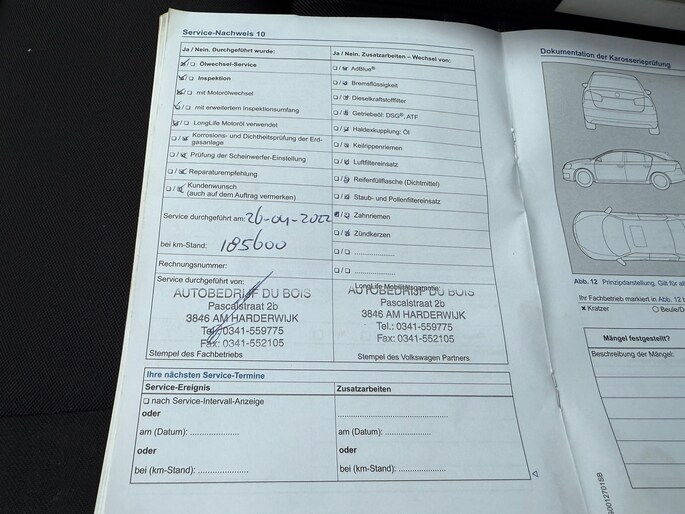 Service-Nachweis 10
Ja / Nein. Durchgeführt wurde:
Ölwechsel-Service
Inspektion
mit Motorölwechsel
mit erweitertem Inspektionsumfang
LongLife Motoröl verwendet
Korrosions- und Dichtheitsprüfung der Erd-
gasanlage
Prüfung der Scheinwerfer-Einstellung
Reparaturempfehlung
Kundenwunsch
(auch auf dem Auftrag vermerken)
Service durchgeführt am: 26-04-2022
bei km-Stand: 185600
Rechnungsnummer:
Service durchgeführt von:
AUTOBEDRIJF DU BOIS
Pascalstraat 2b
3846 AM HARDERWIJK
Tel.: 0341-559775
Fax: 0341-552105
Stempel des Fachbetriebs
Ja / Nein. Zusatzarbeiten – Wechsel von:
AdBlue®
Bremsflüssigkeit
Dieselkraftstofffilter
Getriebeöl: DSG®, ATF
Haldexkupplung: Öl
Keilrippenriemen
Luftfiltereinsatz
Reifenfüllflasche (Dichtmittel)
Staub- und Pollenfiltereinsatz
Zahnriemen
Zündkerzen
LongLife Mobilitätsgarantie:
AUTOBEDRIJF DU BOIS
Pascalstraat 2b
3846 AM HARDERWIJK
Tel.: 0341-559775
Fax: 0341-552105
Stempel des Volkswagen Partners
Ihre nächsten Service-Termine
Service-Ereignis
Zusatzarbeiten
nach Service-Intervall-Anzeige
oder
am (Datum): ....................
am (Datum): ....................
oder
oder
bei (km-Stand): ..................
bei (km-Stand): ..................
Dokumentation der Karosserieprüfung
Abb. 12 Prinzipdarstellung. Gilt für al
Ihr Fachbetrieb markiert in Abb. 12
× Kratzer
○ Beule/D
Mängel festgestellt?
Beschreibung der Mängel: